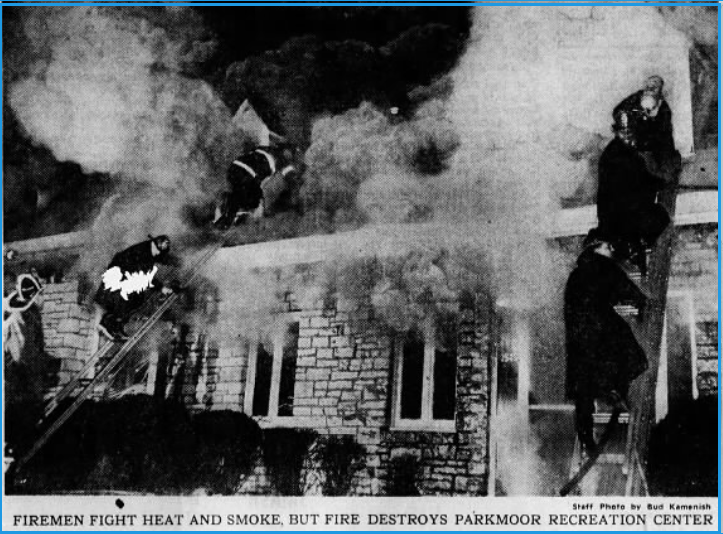 Staff Photo by Bud Kamenish
FIREMEN FIGHT HEAT AND SMOKE, BUT FIRE DESTROYS PARKMOOR RECREATION CENTER